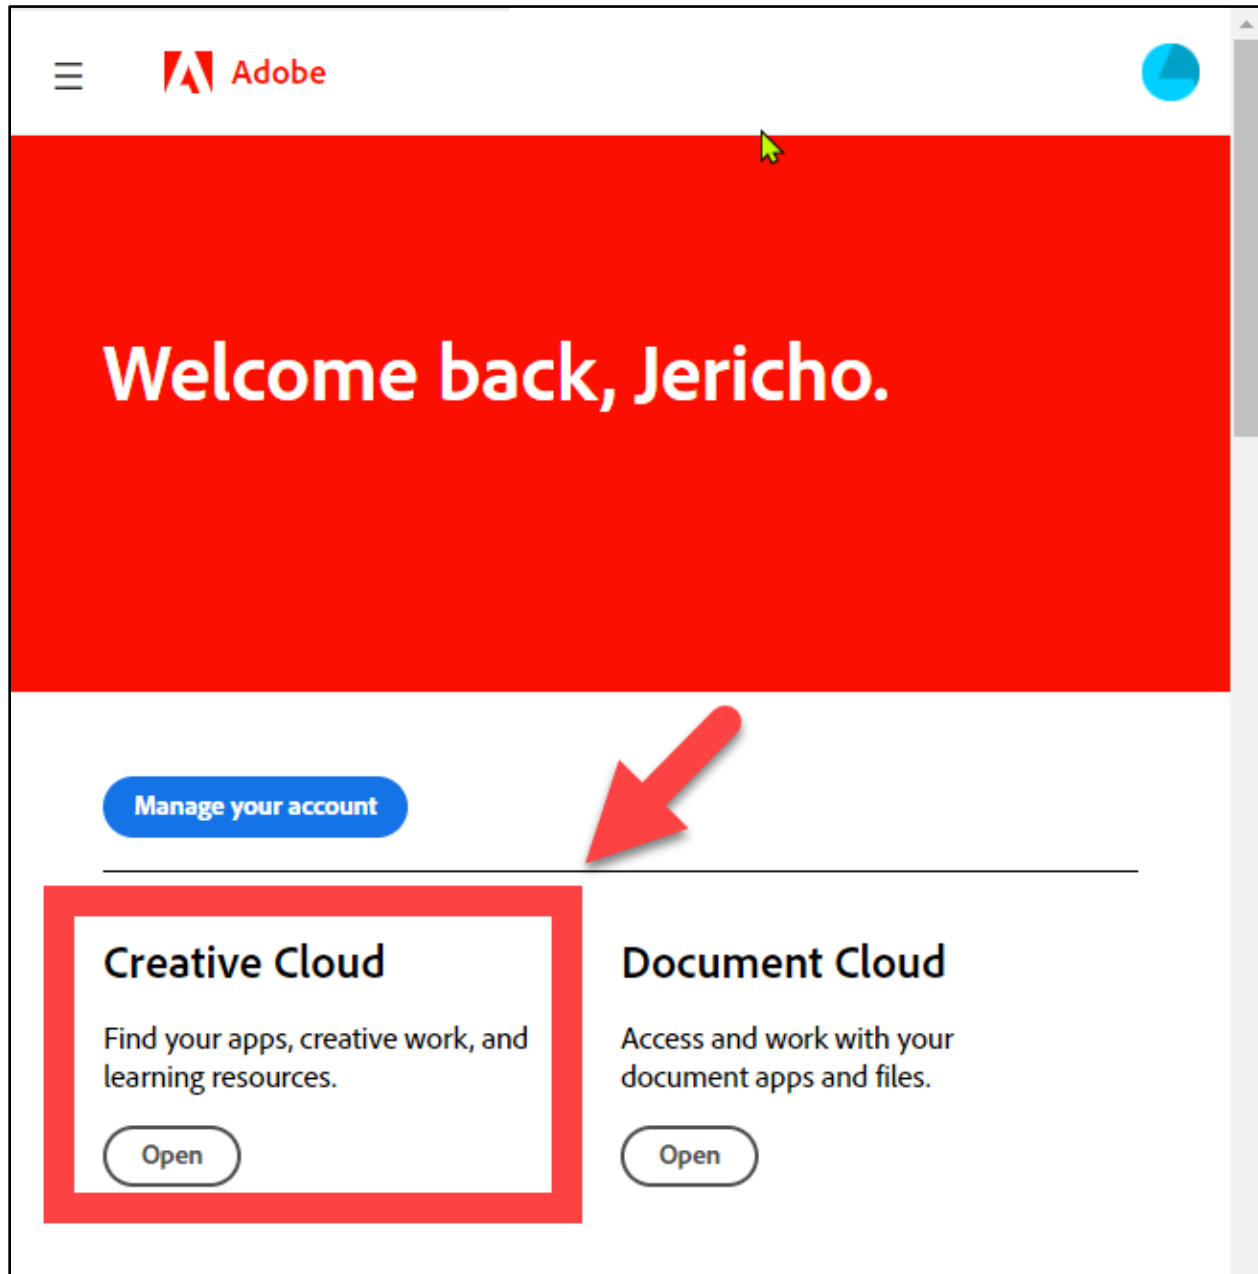 Adobe
Welcome back, Jericho.
Manage your account
Creative Cloud
Find your apps, creative work, and
learning resources.
Open
Document Cloud
Access and work with your
document apps and files.
Open